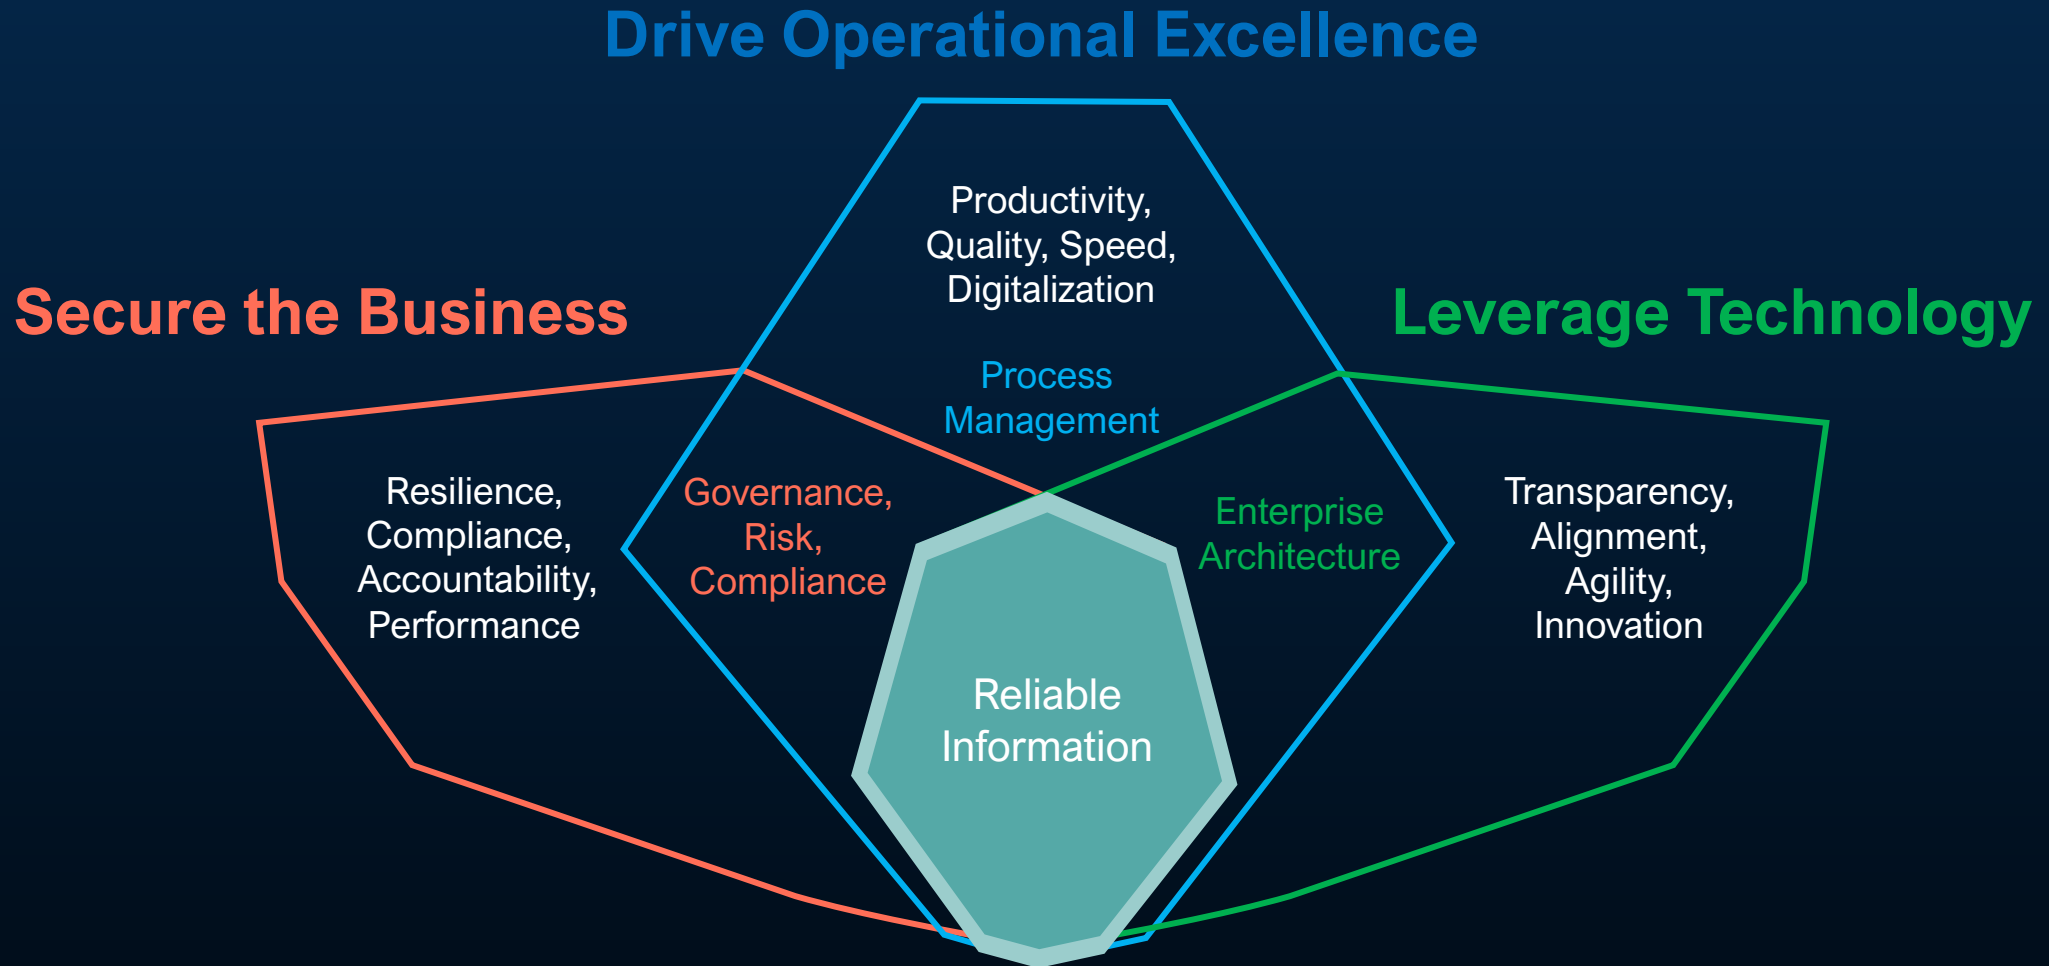 Drive Operational Excellence
Productivity,
Quality, Speed,
Digitalization
Secure the Business
Leverage Technology
Process
Management
Resilience,
Compliance,
Accountability,
Performance
Governance,
Risk,
Compliance
Enterprise
Architecture
Transparency,
Alignment,
Agility,
Innovation
Reliable
Information